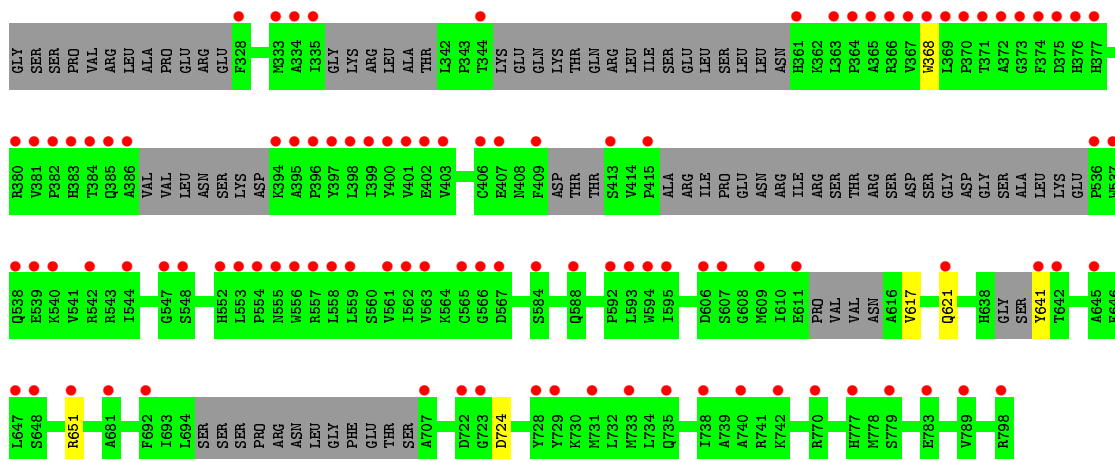 GLY SER SER PRO VAL ARG LEU ALA PRO GLU ARG GLU F328 M333 A334 I335 GLY LYS ARG LEU ALA THR L342 P343 T344 LYS GLU GLN LYS THR GLN ARG LEU ILE SER GLU LEU SER LEU LEU ASN H361 K362 L363 P364 A365 R366 V367 W368 L369 P370 T371 A372 G373 F374 D375 H376 H377
R380 V381 P382 H383 T384 Q385 A386 VAL VAL LEU ASN SER LYS ASP K394 A395 P396 Y397 L398 I399 Y400 V401 E402 V403 C406 E407 N408 F409 ASP THR THR S413 V414 P415 ALA ARG ILE PRO GLU ASN ARG ILE ARG SER THR ARG SER ASP SER GLY ASP GLY SER ALA LEU LYS GLU P536 W537
Q538 E539 K540 V541 R542 R543 I544 G547 S548 H552 L553 P554 N555 W556 R557 L558 L559 S560 V561 I562 V563 K564 C565 G566 D567 S584 Q588 P592 L593 W594 I595 D606 S607 G608 M609 I610 E611 PRO VAL VAL ASN A616 V617 Q621 H638 GLY SER Y641 T642 A645 F646
L647 S648 R651 A681 F692 I693 L694 SER SER SER PRO ARG ASN LEU GLY PHE GLU THR SER A707 D722 G723 D724 Y728 Y729 K730 M731 L732 M733 L734 Q735 T738 A739 A740 R741 K742 R770 H777 M778 S779 E783 V789 R798